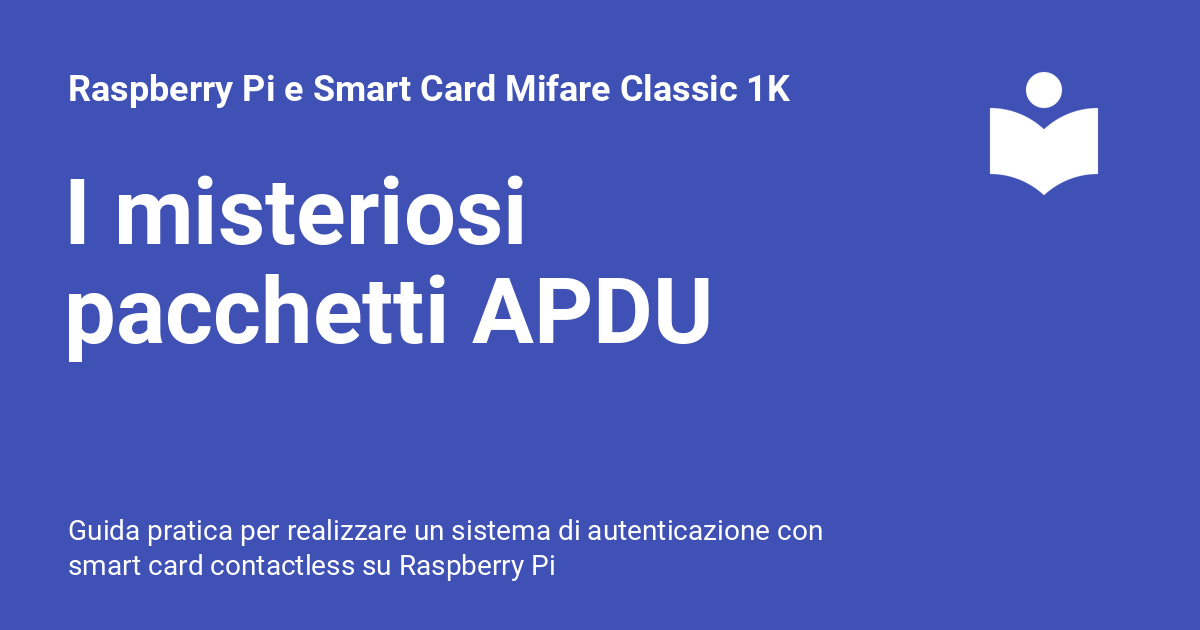 Raspberry Pi e Smart Card Mifare Classic 1K
I misteriosi
pacchetti APDU
Guida pratica per realizzare un sistema di autenticazione con
smart card contactless su Raspberry Pi